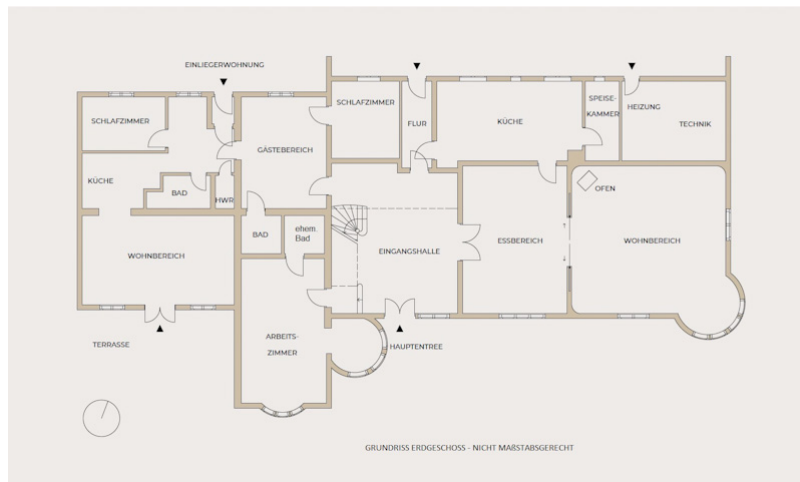 EINLIEGERWOHNUNG
SCHLAFZIMMER
SCHLAFZIMMER
FLUR
KÜCHE
SPEISE-
KAMMER
HEIZUNG
TECHNIK
GÄSTEBEREICH
KÜCHE
BAD
HWR
OFEN
BAD
ehem.
Bad
EINGANGSHALLE
ESSBEREICH
WOHNBEREICH
WOHNBEREICH
ARBEITS-
ZIMMER
TERRASSE
HAUPTENTREE
GRUNDRISS ERDGESCHOSS - NICHT MAẞSTABSGERECHT